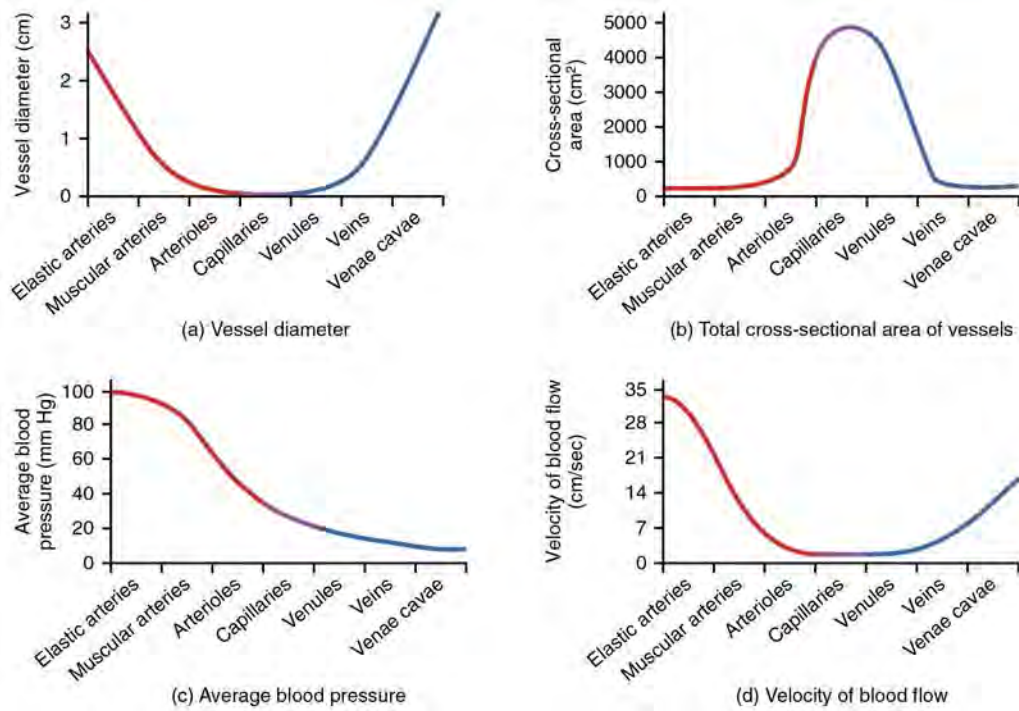 Vessel diameter (cm)
3
2
1
0
Elastic arteries
Muscular arteries
Arterioles
Capillaries
Venules
Veins
Venae cavae
(a) Vessel diameter
Cross-sectional
area (cm²)
5000
4000
3000
2000
1000
0
Elastic arteries
Muscular arteries
Arterioles
Capillaries
Venules
Veins
Venae cavae
(b) Total cross-sectional area of vessels
Average blood
pressure (mm Hg)
100
80
60
40
20
0
Elastic arteries
Muscular arteries
Arterioles
Capillaries
Venules
Veins
Venae cavae
(c) Average blood pressure
Velocity of blood flow
(cm/sec)
35
28
21
14
7
0
Elastic arteries
Muscular arteries
Arterioles
Capillaries
Venules
Veins
Venae cavae
(d) Velocity of blood flow